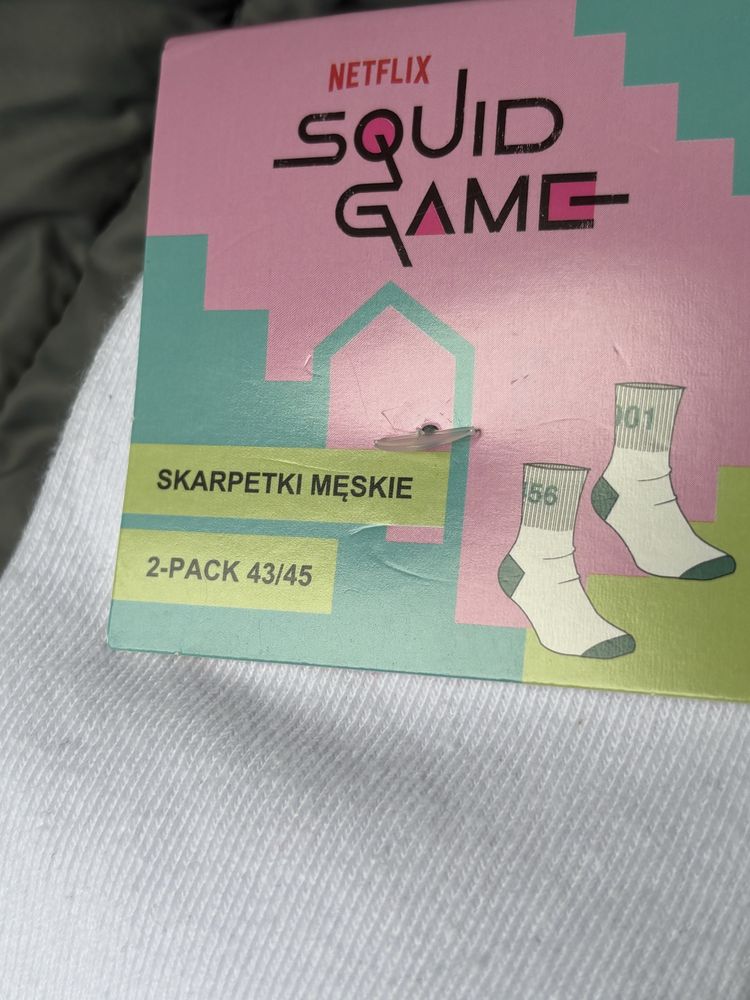 NETFLIX
SQUID
GAME
SKARPETKI MĘSKIE
2-PACK 43/45